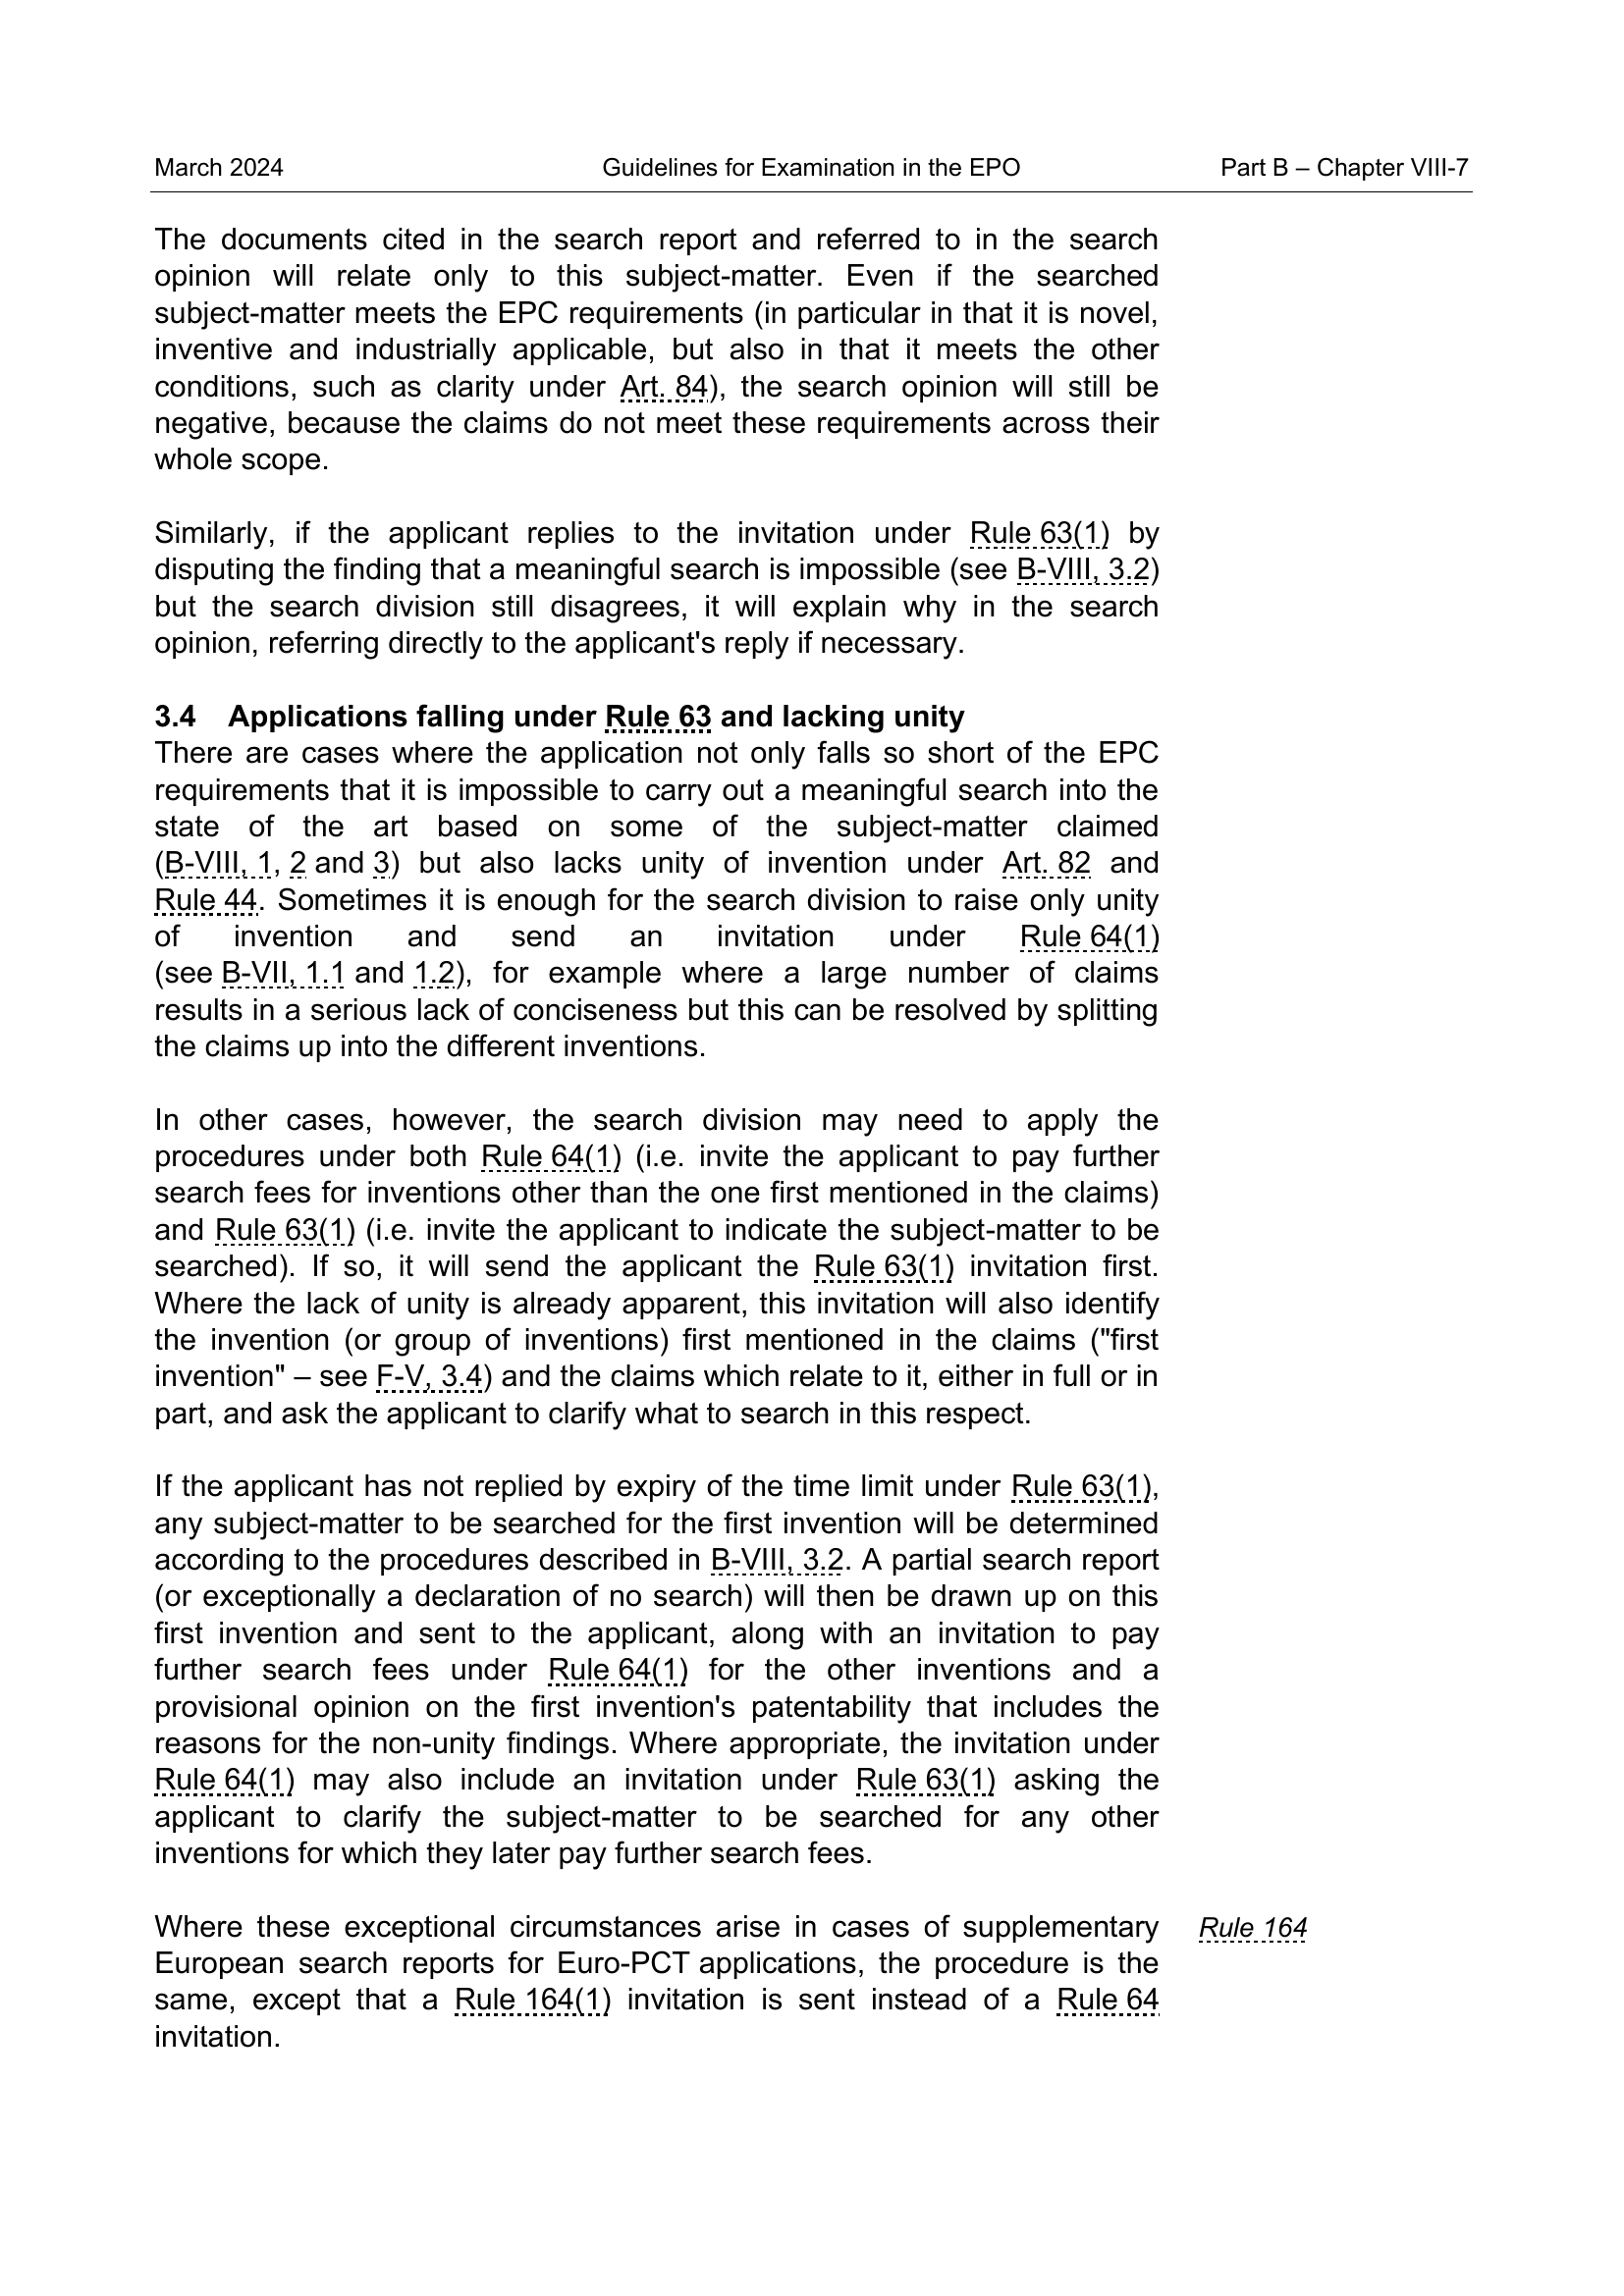 March 2024 Guidelines for Examination in the EPO Part B – Chapter VIII-7
The documents cited in the search report and referred to in the search
opinion will relate only to this subject-matter. Even if the searched
subject-matter meets the EPC requirements (in particular in that it is novel,
inventive and industrially applicable, but also in that it meets the other
conditions, such as clarity under Art. 84), the search opinion will still be
negative, because the claims do not meet these requirements across their
whole scope.
Similarly, if the applicant replies to the invitation under Rule 63(1) by
disputing the finding that a meaningful search is impossible (see B-VIII, 3.2)
but the search division still disagrees, it will explain why in the search
opinion, referring directly to the applicant's reply if necessary.
3.4 Applications falling under Rule 63 and lacking unity
There are cases where the application not only falls so short of the EPC
requirements that it is impossible to carry out a meaningful search into the
state of the art based on some of the subject-matter claimed
(B-VIII, 1, 2 and 3) but also lacks unity of invention under Art. 82 and
Rule 44. Sometimes it is enough for the search division to raise only unity
of invention and send an invitation under Rule 64(1)
(see B-VII, 1.1 and 1.2), for example where a large number of claims
results in a serious lack of conciseness but this can be resolved by splitting
the claims up into the different inventions.
In other cases, however, the search division may need to apply the
procedures under both Rule 64(1) (i.e. invite the applicant to pay further
search fees for inventions other than the one first mentioned in the claims)
and Rule 63(1) (i.e. invite the applicant to indicate the subject-matter to be
searched). If so, it will send the applicant the Rule 63(1) invitation first.
Where the lack of unity is already apparent, this invitation will also identify
the invention (or group of inventions) first mentioned in the claims ("first
invention" – see F-V, 3.4) and the claims which relate to it, either in full or in
part, and ask the applicant to clarify what to search in this respect.
If the applicant has not replied by expiry of the time limit under Rule 63(1),
any subject-matter to be searched for the first invention will be determined
according to the procedures described in B-VIII, 3.2. A partial search report
(or exceptionally a declaration of no search) will then be drawn up on this
first invention and sent to the applicant, along with an invitation to pay
further search fees under Rule 64(1) for the other inventions and a
provisional opinion on the first invention's patentability that includes the
reasons for the non-unity findings. Where appropriate, the invitation under
Rule 64(1) may also include an invitation under Rule 63(1) asking the
applicant to clarify the subject-matter to be searched for any other
inventions for which they later pay further search fees.
Where these exceptional circumstances arise in cases of supplementary Rule 164
European search reports for Euro-PCT applications, the procedure is the
same, except that a Rule 164(1) invitation is sent instead of a Rule 64
invitation.